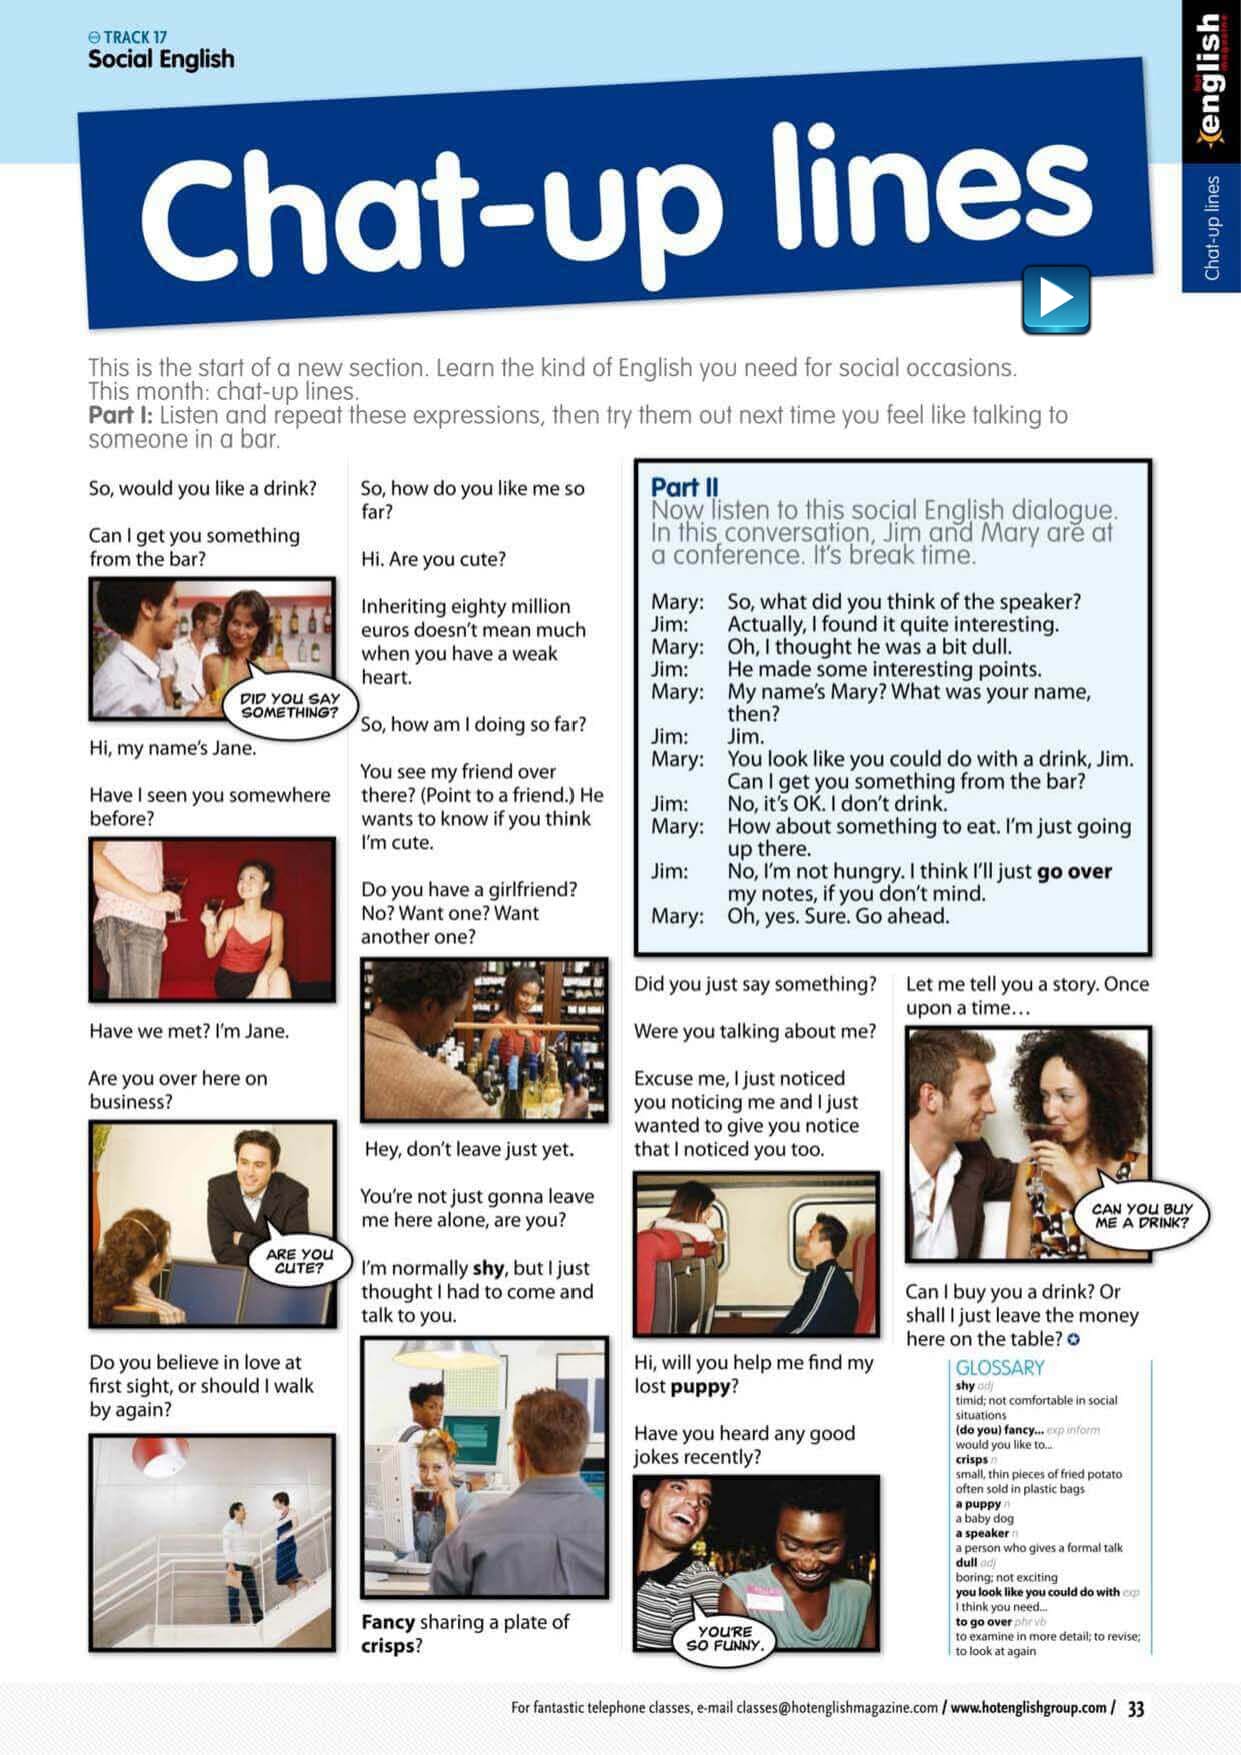 TRACK 17
Social English
Chat-up lines
hot
english
magazine
Chat-up lines
This is the start of a new section. Learn the kind of English you need for social occasions.
This month: chat-up lines.
Part I: Listen and repeat these expressions, then try them out next time you feel like talking to
someone in a bar.
So, would you like a drink?
Can I get you something
from the bar?
DID YOU SAY
SOMETHING?
Hi, my name's Jane.
Have I seen you somewhere
before?
Have we met? I'm Jane.
Are you over here on
business?
ARE YOU
CUTE?
Do you believe in love at
first sight, or should I walk
by again?
So, how do you like me so
far?
Hi. Are you cute?
Inheriting eighty million
euros doesn't mean much
when you have a weak
heart.
So, how am I doing so far?
You see my friend over
there? (Point to a friend.) He
wants to know if you think
I'm cute.
Do you have a girlfriend?
No? Want one? Want
another one?
Hey, don't leave just yet.
You're not just gonna leave
me here alone, are you?
I'm normally shy, but I just
thought I had to come and
talk to you.
Fancy sharing a plate of
crisps?
Part II
Now listen to this social English dialogue.
In this conversation, Jim and Mary are at
a conference. It's break time.
Mary: So, what did you think of the speaker?
Jim: Actually, I found it quite interesting.
Mary: Oh, I thought he was a bit dull.
Jim: He made some interesting points.
Mary: My name's Mary? What was your name,
then?
Jim: Jim.
Mary: You look like you could do with a drink, Jim.
Can I get you something from the bar?
Jim: No, it's OK. I don't drink.
Mary: How about something to eat. I'm just going
up there.
Jim: No, I'm not hungry. I think I'll just go over
my notes, if you don't mind.
Mary: Oh, yes. Sure. Go ahead.
Did you just say something?
Were you talking about me?
Excuse me, I just noticed
you noticing me and I just
wanted to give you notice
that I noticed you too.
Hi, will you help me find my
lost puppy?
Have you heard any good
jokes recently?
YOU'RE
SO FUNNY.
Let me tell you a story. Once
upon a time…
CAN YOU BUY
ME A DRINK?
Can I buy you a drink? Or
shall I just leave the money
here on the table?
GLOSSARY
shy adj
timid; not comfortable in social
situations
(do you) fancy... exp inform
would you like to...
crisps n
small, thin pieces of fried potato
often sold in plastic bags
a puppy n
a baby dog
a speaker n
a person who gives a formal talk
dull adj
boring; not exciting
you look like you could do with exp
I think you need...
to go over phr vb
to examine in more detail; to revise;
to look at again
For fantastic telephone classes, e-mail classes@hotenglishmagazine.com / www.hotenglishgroup.com / 33